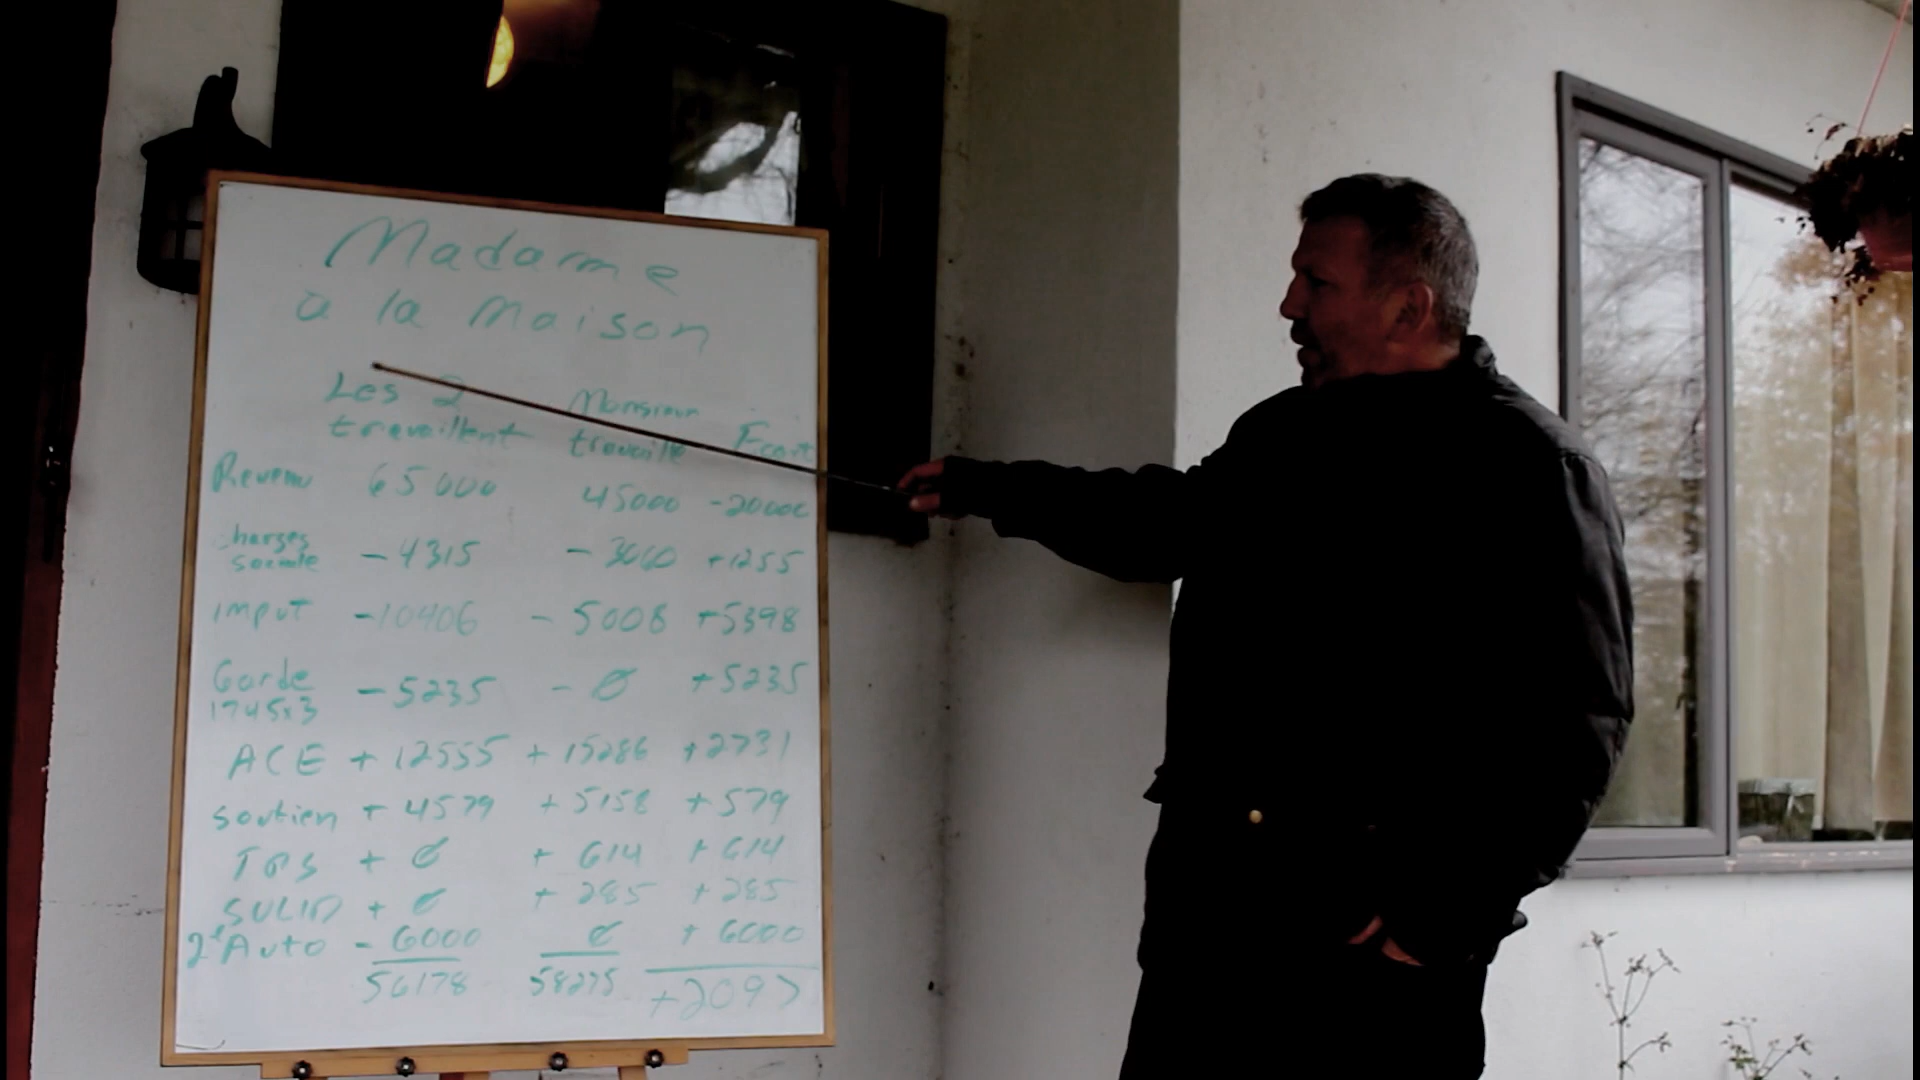 Madame
à la maison
Les 2 Monsieur
travaillent travaille Écart
Revenu 65000 45000 -20000
charges
sociale -4315 -3060 +1255
impot -10406 -5008 +5398
Garde
1745x3 -5235 -0 +5235
ACE +12555 +15286 +2731
soutien +4579 +5158 +579
TPS +0 +614 +614
SOLID +0 +285 +285
2e Auto -6000 0 +6000
56178 58275 +2097